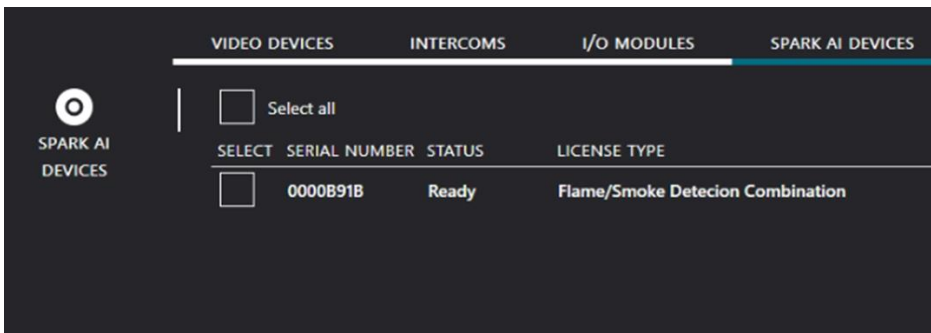 VIDEO DEVICES INTERCOMS I/O MODULES SPARK AI DEVICES
SPARK AI
DEVICES
Select all
SELECT SERIAL NUMBER STATUS LICENSE TYPE
0000B91B Ready Flame/Smoke Detecion Combination